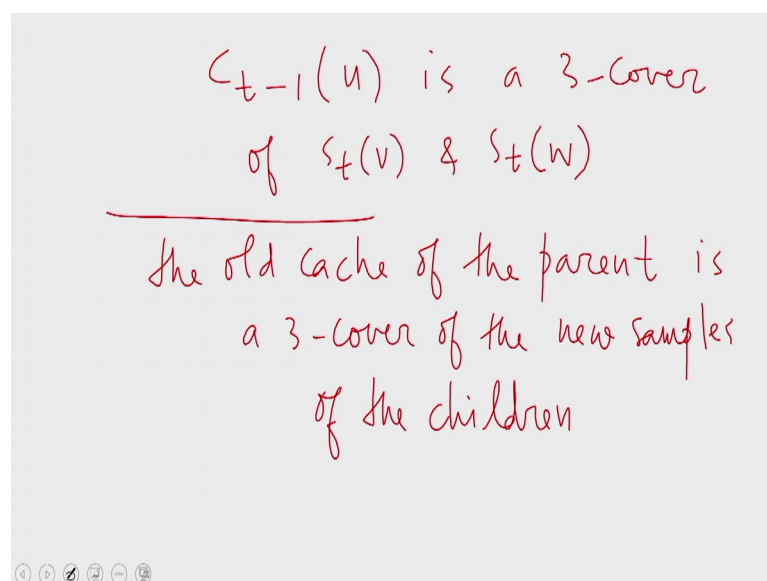 C_{t-1}(u) is a 3-cover
of S_t(v) & S_t(w)
the old cache of the parent is
a 3-cover of the new samples
of the children